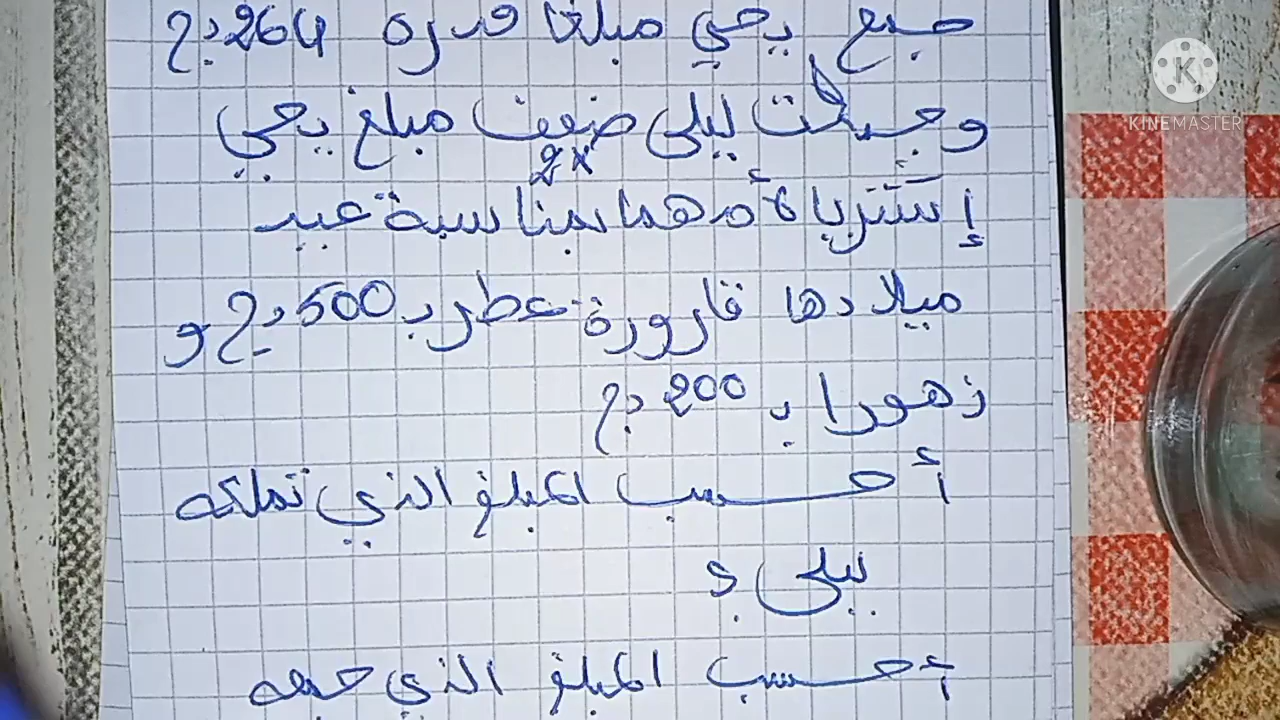 جمع يحي مبلغا قدره 264 دج
وجمعت ليلى ضعف مبلغ يحي
2x
إشتريا لأمهما بمناسبة عيد
ميلادها قارورة عطر بـ 500 دج و
زهورا بـ 200 دج
أحسب المبلغ الذي تملكه
ليلى ؟
أحسب المبلغ الذي جمعه
KINEMASTER